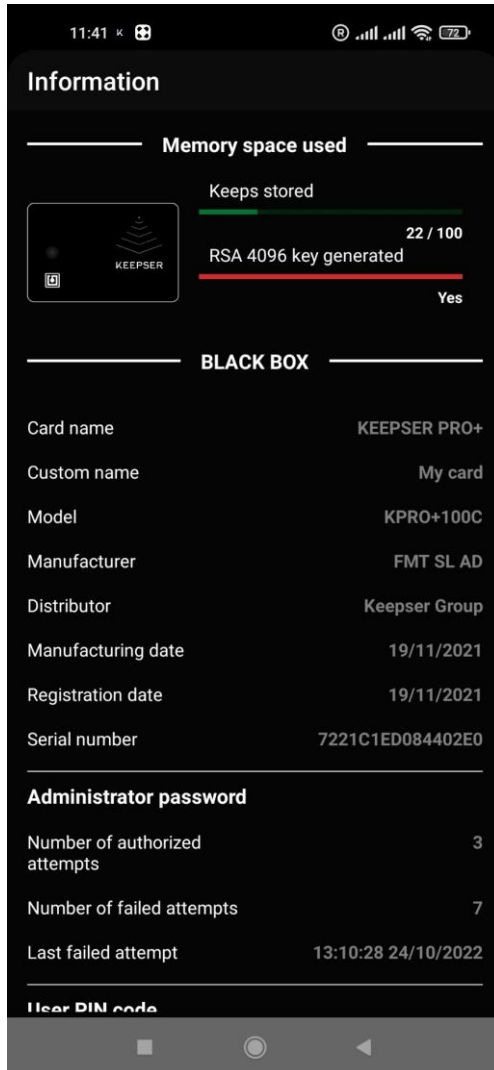 11:41 K
R 72
Information
Memory space used
Keeps stored
22 / 100
KEEPSER
RSA 4096 key generated
Yes
BLACK BOX
Card name KEEPSER PRO+
Custom name My card
Model KPRO+100C
Manufacturer FMT SL AD
Distributor Keepser Group
Manufacturing date 19/11/2021
Registration date 19/11/2021
Serial number 7221C1ED084402E0
Administrator password
Number of authorized
attempts 3
Number of failed attempts 7
Last failed attempt 13:10:28 24/10/2022
User PIN code